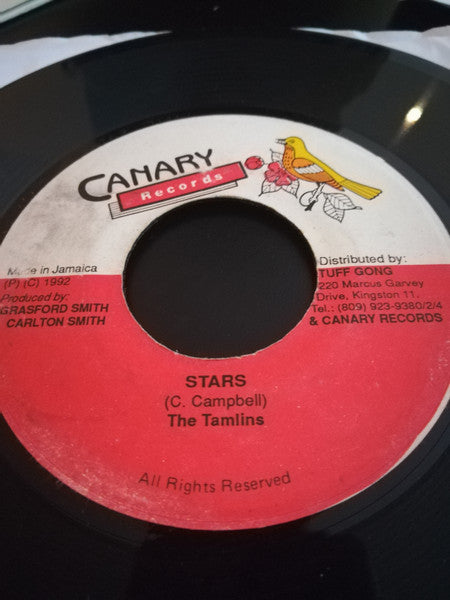 CANARY
Records
Made in Jamaica
(P) (C) 1992
Produced by:
GRASFORD SMITH
CARLTON SMITH
Distributed by:
TUFF GONG
220 Marcus Garvey
Drive, Kingston 11.
Tel.: (809) 923-9380/2/4
& CANARY RECORDS
STARS
(C. Campbell)
The Tamlins
All Rights Reserved